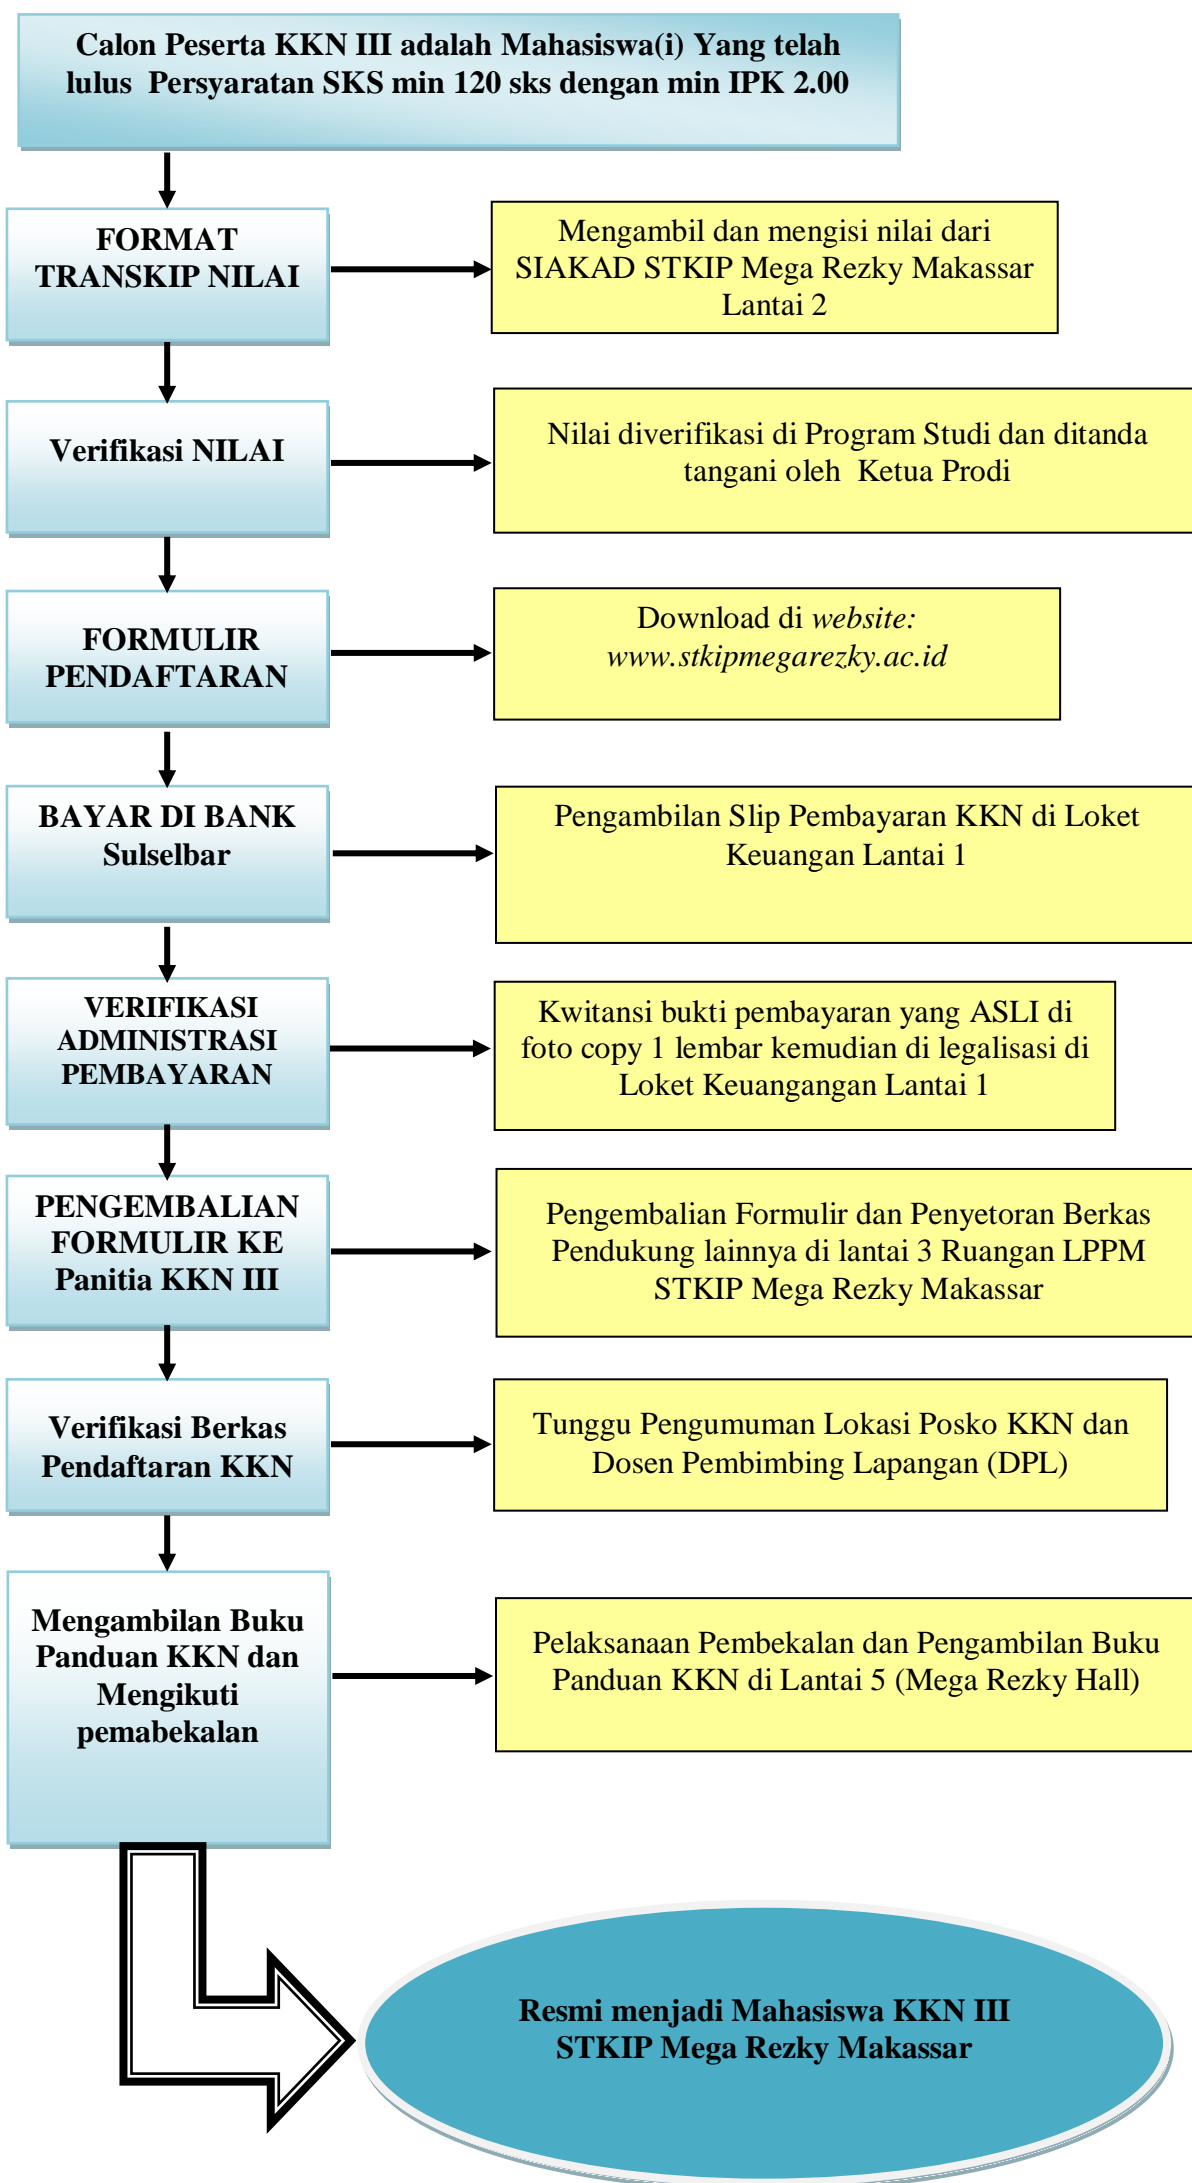 Calon Peserta KKN III adalah Mahasiswa(i) Yang telah
lulus Persyaratan SKS min 120 sks dengan min IPK 2.00
FORMAT
TRANSKIP NILAI
Mengambil dan mengisi nilai dari
SIAKAD STKIP Mega Rezky Makassar
Lantai 2
Verifikasi NILAI
Nilai diverifikasi di Program Studi dan ditanda
tangani oleh Ketua Prodi
FORMULIR
PENDAFTARAN
Download di website:
www.stkipmegarezky.ac.id
BAYAR DI BANK
Sulselbar
Pengambilan Slip Pembayaran KKN di Loket
Keuangan Lantai 1
VERIFIKASI
ADMINISTRASI
PEMBAYARAN
Kwitansi bukti pembayaran yang ASLI di
foto copy 1 lembar kemudian di legalisasi di
Loket Keuangangan Lantai 1
PENGEMBALIAN
FORMULIR KE
Panitia KKN III
Pengembalian Formulir dan Penyetoran Berkas
Pendukung lainnya di lantai 3 Ruangan LPPM
STKIP Mega Rezky Makassar
Verifikasi Berkas
Pendaftaran KKN
Tunggu Pengumuman Lokasi Posko KKN dan
Dosen Pembimbing Lapangan (DPL)
Mengambilan Buku
Panduan KKN dan
Mengikuti
pemabekalan
Pelaksanaan Pembekalan dan Pengambilan Buku
Panduan KKN di Lantai 5 (Mega Rezky Hall)
Resmi menjadi Mahasiswa KKN III
STKIP Mega Rezky Makassar